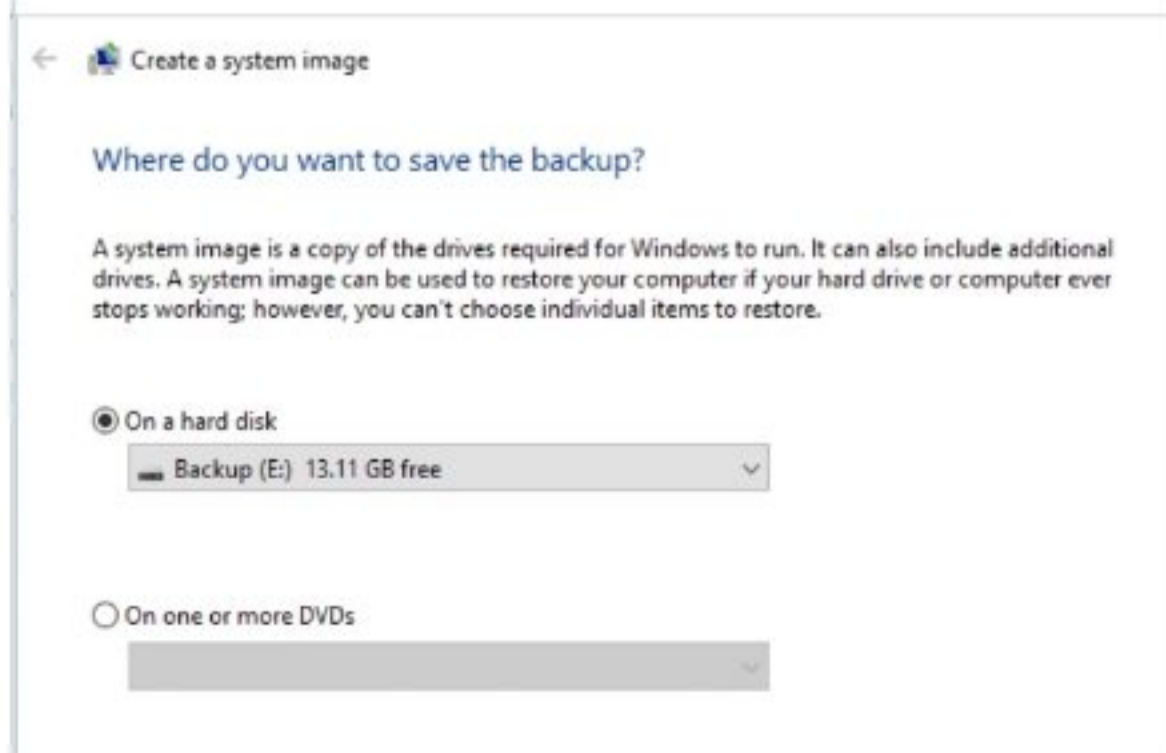 Create a system image
Where do you want to save the backup?
A system image is a copy of the drives required for Windows to run. It can also include additional
drives. A system image can be used to restore your computer if your hard drive or computer ever
stops working; however, you can't choose individual items to restore.
On a hard disk
Backup (E:) 13.11 GB free
On one or more DVDs